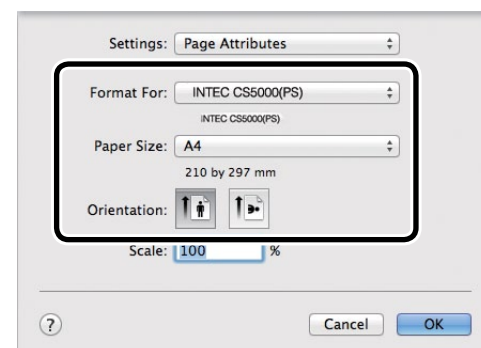 Settings: Page Attributes
Format For: INTEC CS5000(PS)
INTEC CS5000(PS)
Paper Size: A4
210 by 297 mm
Orientation:
Scale: 100 %
? Cancel OK